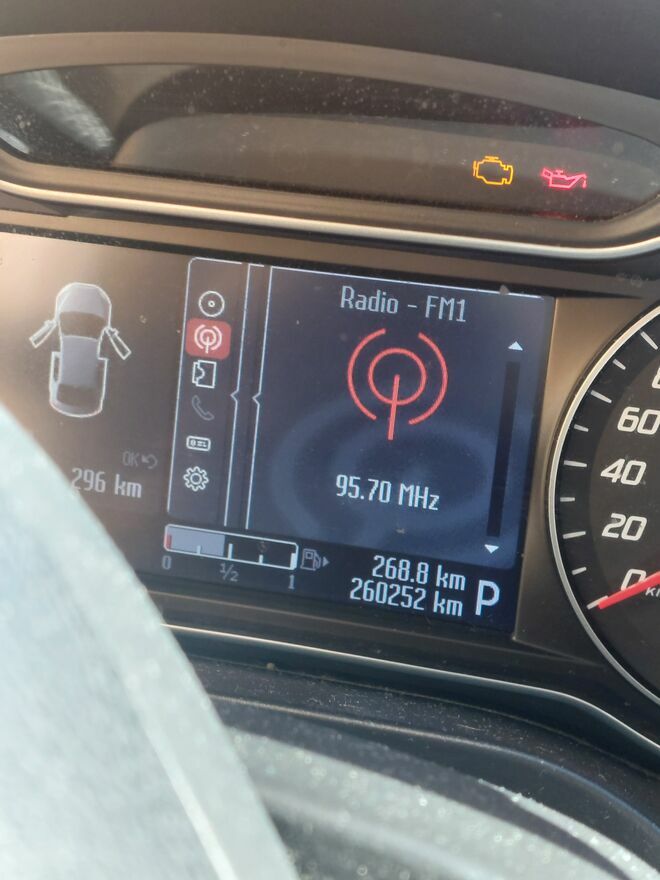 Radio - FM1
OK
296 km
95.70 MHz
0 1/2 1
268.8 km
260252 km
P
60
40
20
0